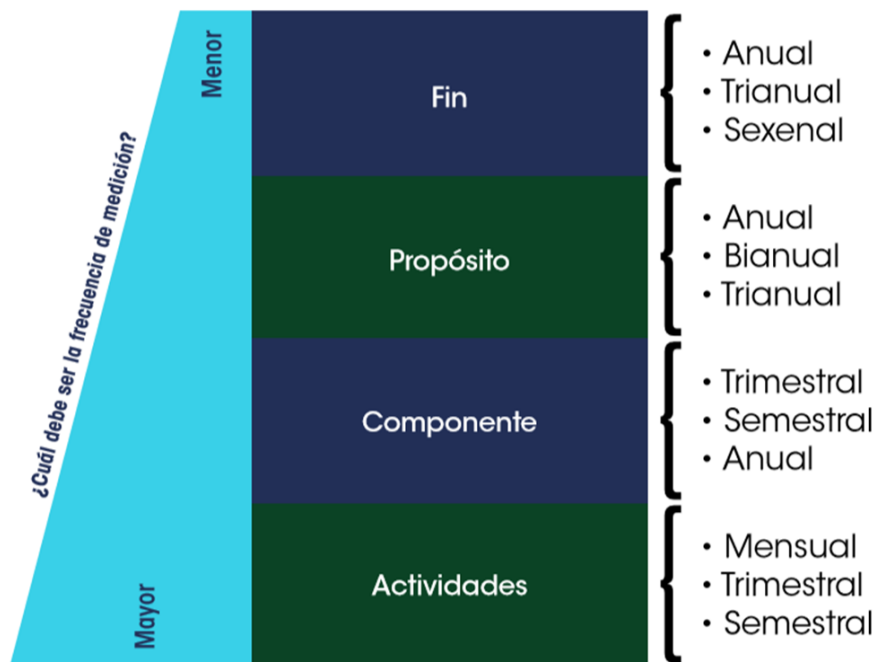 ¿Cuál debe ser la frecuencia de medición?
Menor
Fin
• Anual
• Trianual
• Sexenal
Propósito
• Anual
• Bianual
• Trianual
Componente
• Trimestral
• Semestral
• Anual
Mayor
Actividades
• Mensual
• Trimestral
• Semestral